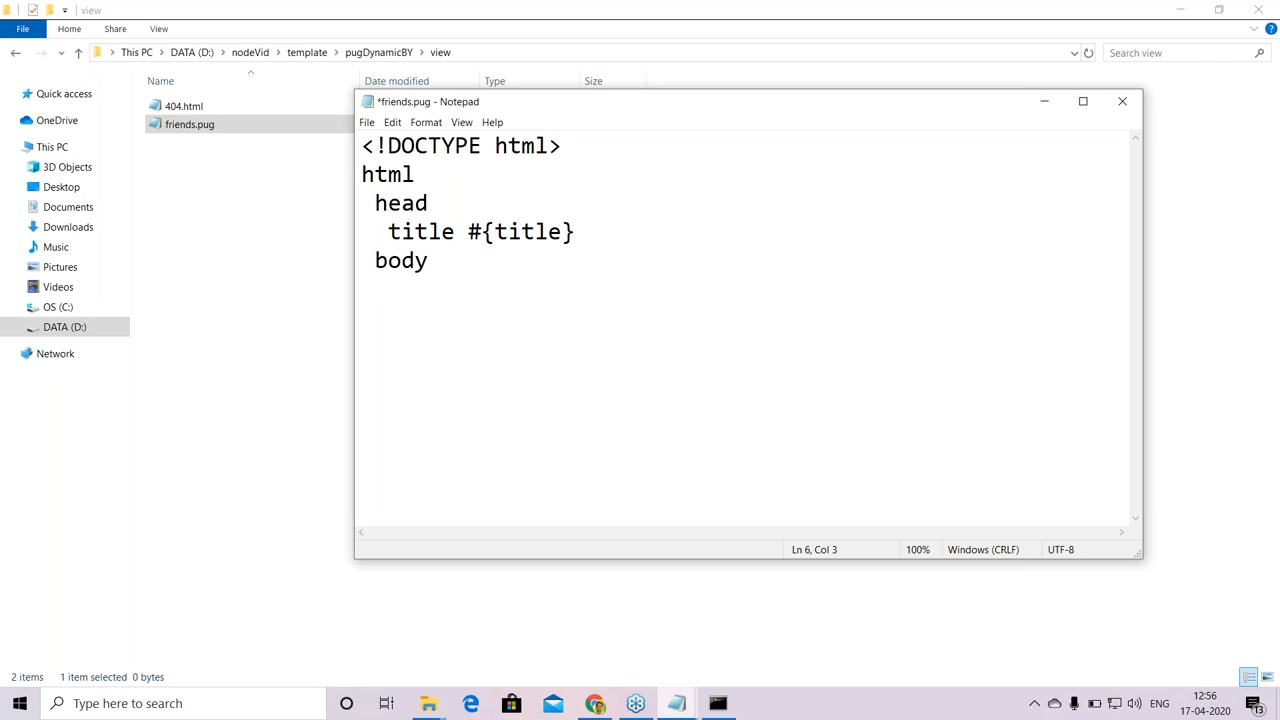 view
File
Home
Share
View
This PC
DATA (D:)
nodeVid
template
pugDynamicBY
view
Search view
Name
Date modified
Type
Size
Quick access
OneDrive
This PC
3D Objects
Desktop
Documents
Downloads
Music
Pictures
Videos
OS (C:)
DATA (D:)
Network
404.html
friends.pug
*friends.pug - Notepad
File
Edit
Format
View
Help
<!DOCTYPE html>
html
head
title #{title}
body
Ln 6, Col 3
100%
Windows (CRLF)
UTF-8
2 items
1 item selected 0 bytes
Type here to search
ENG
12:56
17-04-2020
13